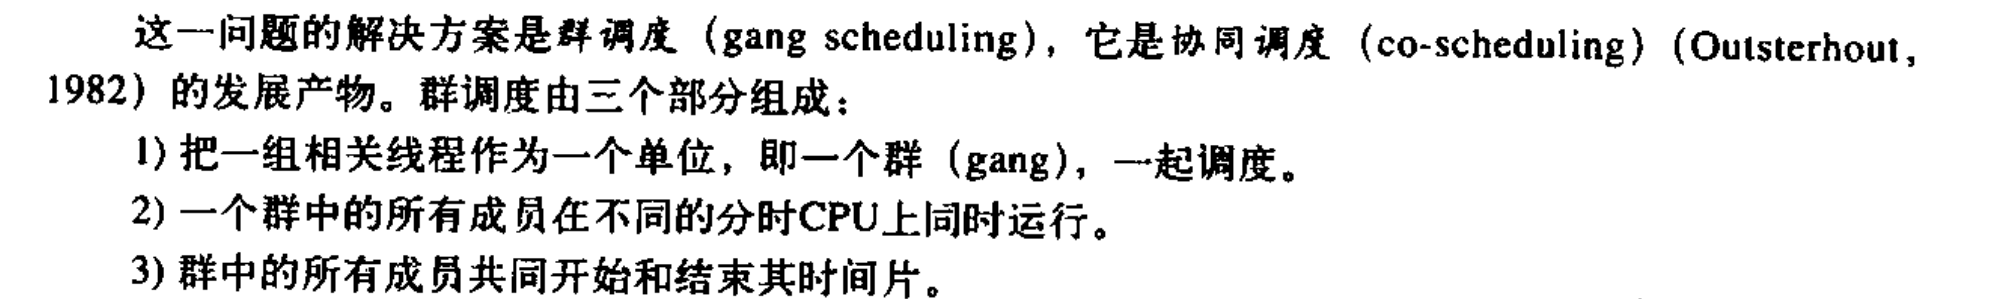 这一问题的解决方案是群调度（gang scheduling），它是协同调度（co-scheduling）（Outsterhout,
1982）的发展产物。群调度由三个部分组成：
1) 把一组相关线程作为一个单位，即一个群（gang），一起调度。
2) 一个群中的所有成员在不同的分时CPU上同时运行。
3) 群中的所有成员共同开始和结束其时间片。